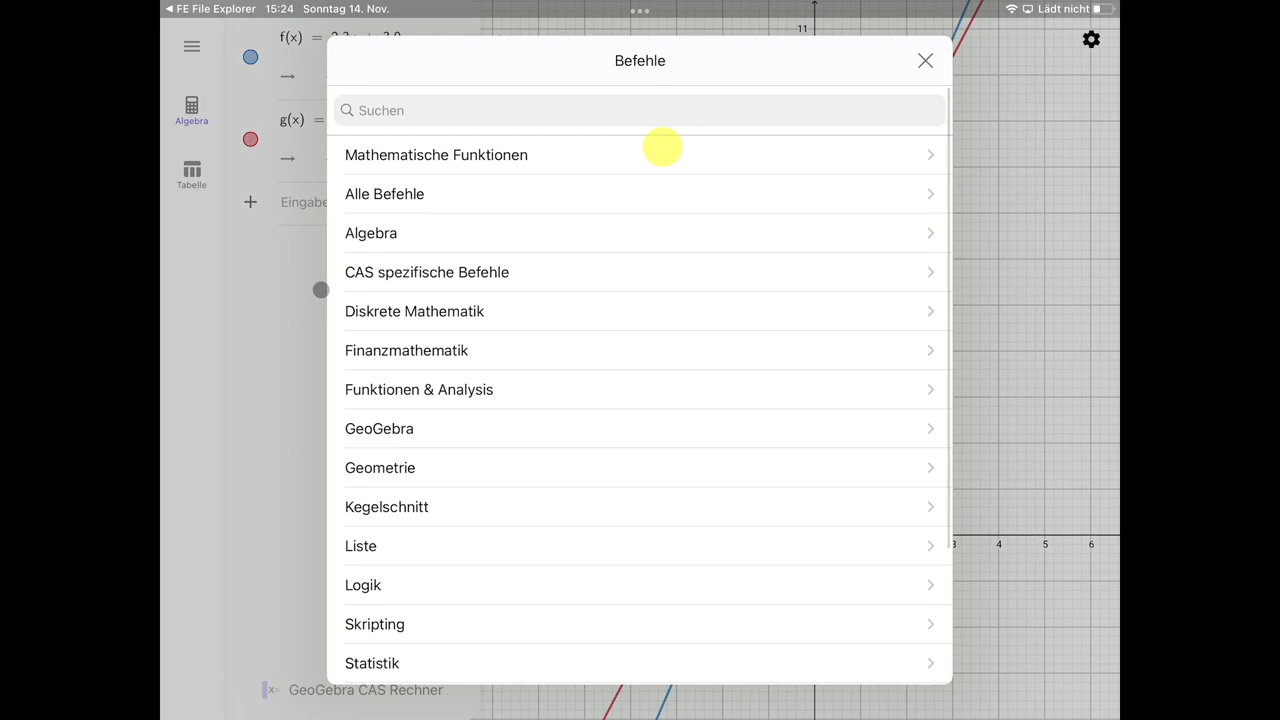 EE File Explorer 15:24 Sonntag 14. Nov. Lädt nicht
11
f(x) =
Befehle
Suchen
Algebra
g(x) =
Mathematische Funktionen
Tabelle
Alle Befehle
Eingabe
Algebra
CAS spezifische Befehle
Diskrete Mathematik
Finanzmathematik
Funktionen & Analysis
GeoGebra
Geometrie
Kegelschnitt
Liste
3 4 5 6
Logik
Skripting
Statistik
GeoGebra CAS Rechner